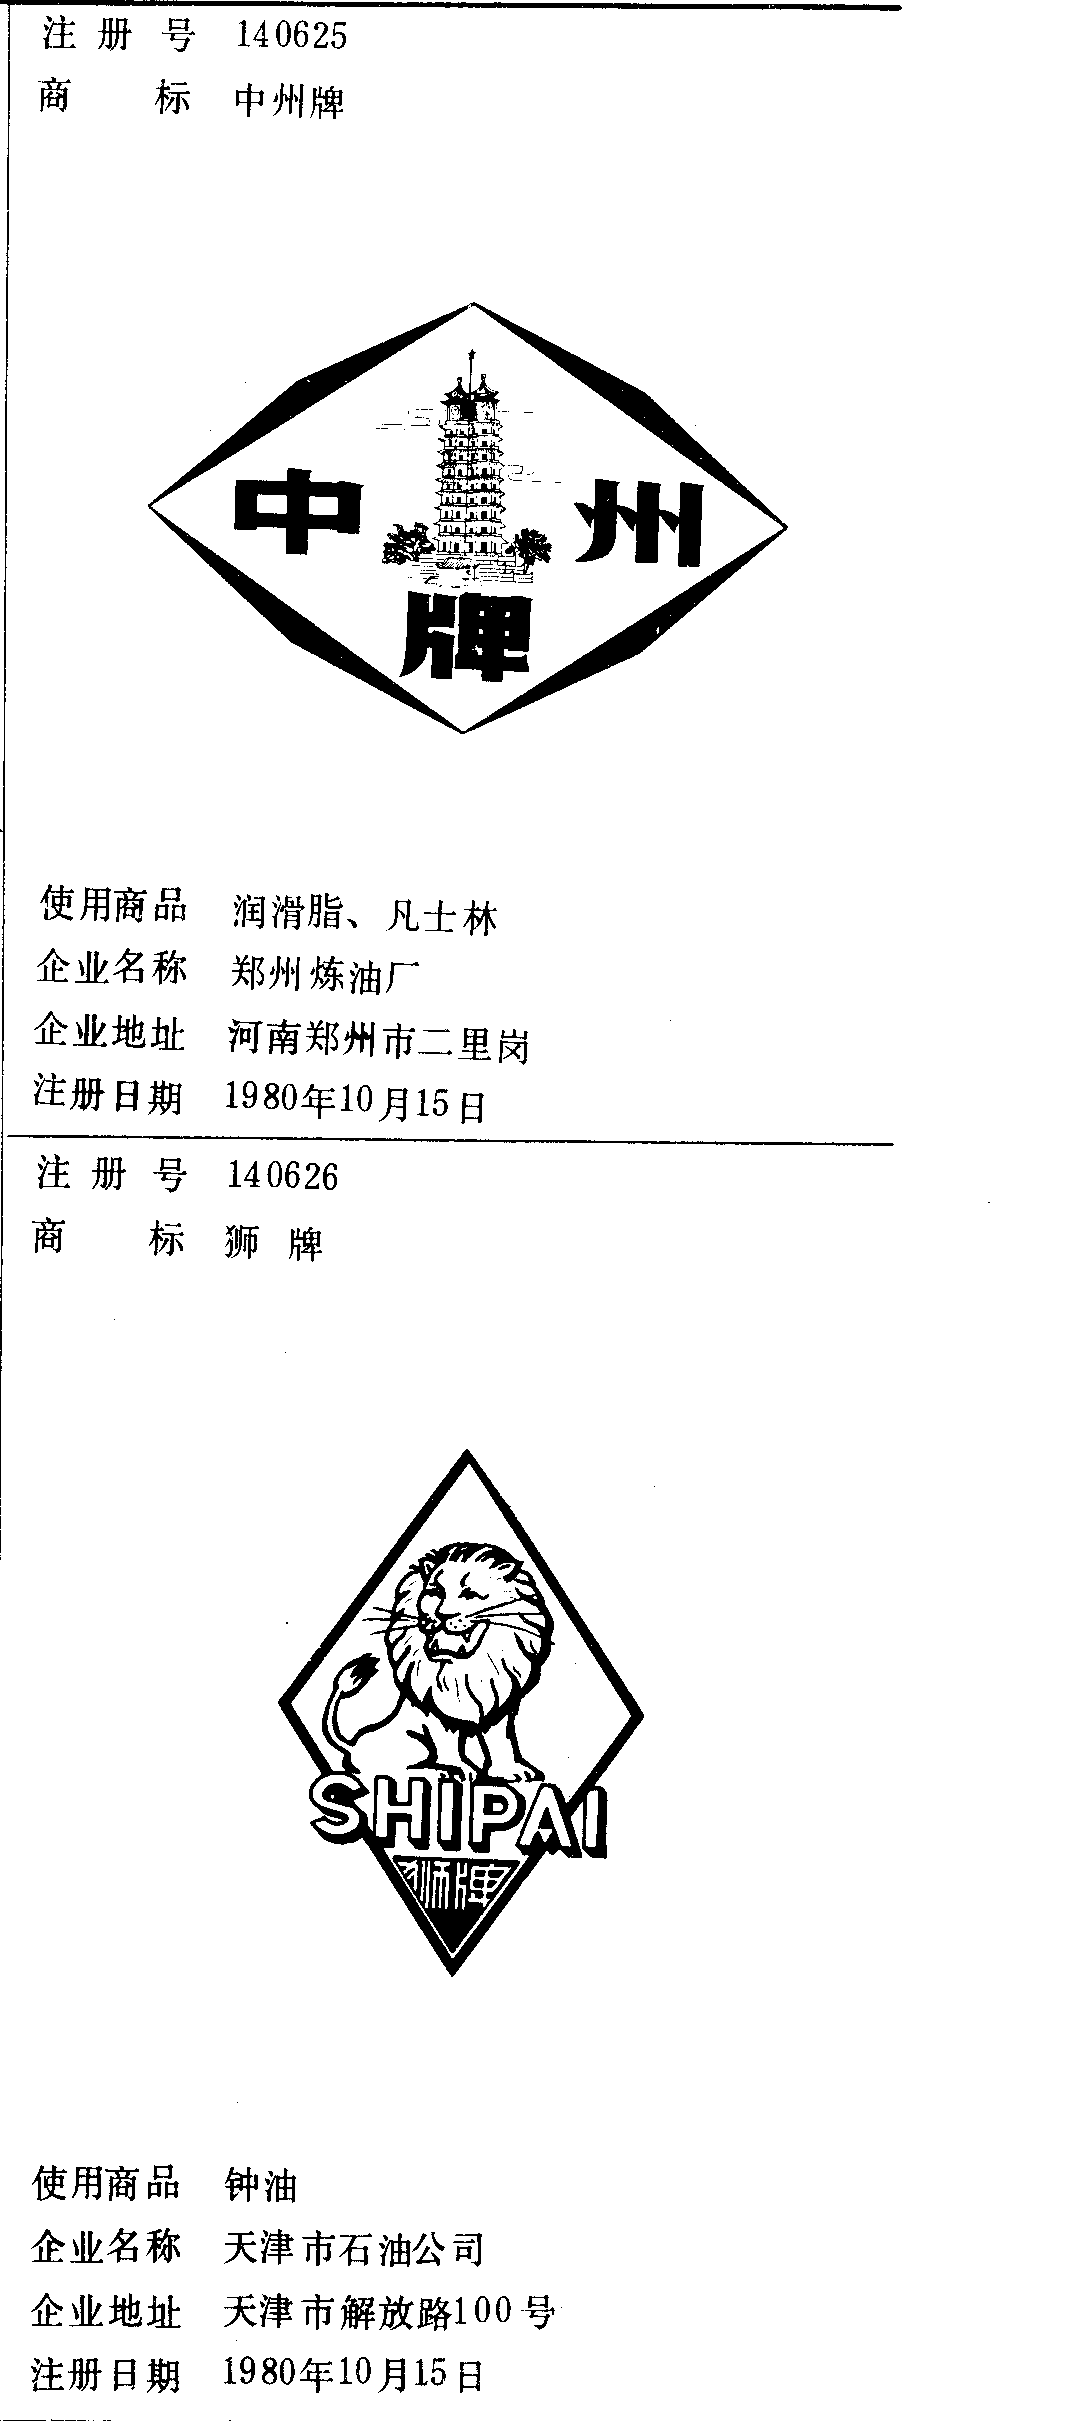 注册号 140625
商标 中州牌
中 州
牌
使用商品 润滑脂、凡士林
企业名称 郑州炼油厂
企业地址 河南郑州市二里岗
注册日期 1980年10月15日
注册号 140626
商标 狮牌
SHIPAI
狮牌
使用商品 钟油
企业名称 天津市石油公司
企业地址 天津市解放路100号
注册日期 1980年10月15日